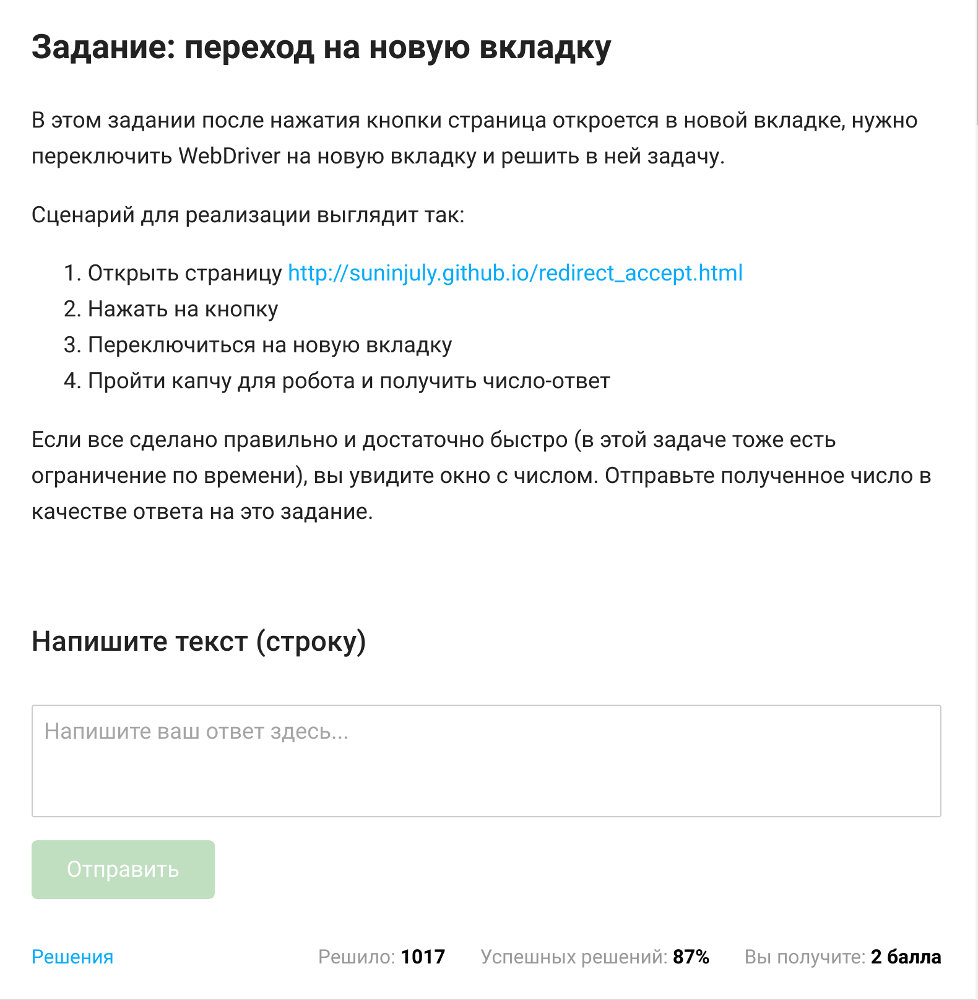 Задание: переход на новую вкладку
В этом задании после нажатия кнопки страница откроется в новой вкладке, нужно
переключить WebDriver на новую вкладку и решить в ней задачу.
Сценарий для реализации выглядит так:
1. Открыть страницу http://suninjuly.github.io/redirect_accept.html
2. Нажать на кнопку
3. Переключиться на новую вкладку
4. Пройти капчу для робота и получить число-ответ
Если все сделано правильно и достаточно быстро (в этой задаче тоже есть
ограничение по времени), вы увидите окно с числом. Отправьте полученное число в
качестве ответа на это задание.
Напишите текст (строку)
Напишите ваш ответ здесь...
Отправить
Решения Решило: 1017 Успешных решений: 87% Вы получите: 2 балла